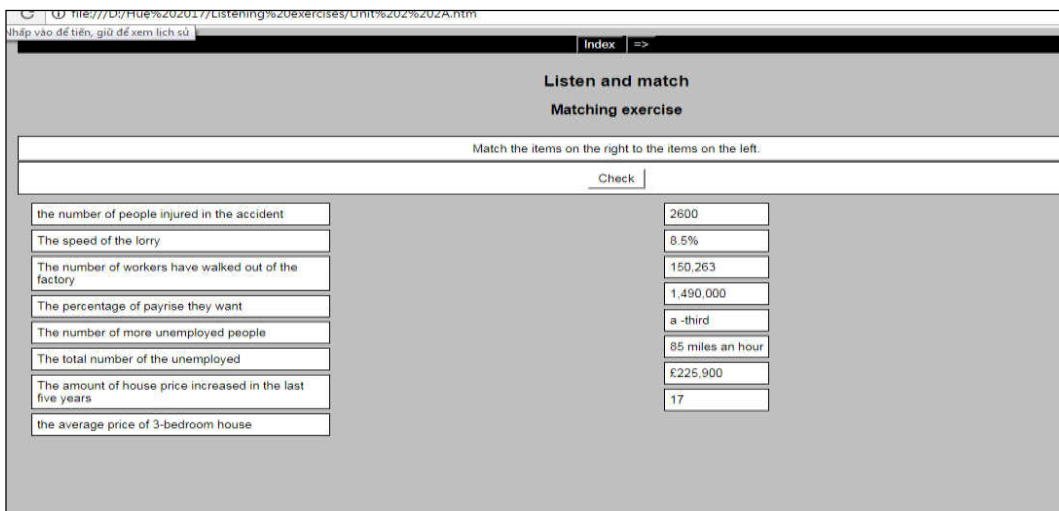 file:///D:/Huệ%202017/Listening%20exercises/Unit%202%202A.htm
Nhấp vào để tiến, giữ để xem lịch sử
Index =>
Listen and match
Matching exercise
Match the items on the right to the items on the left.
Check
the number of people injured in the accident
2600
The speed of the lorry
8.5%
The number of workers have walked out of the
factory
150,263
The percentage of payrise they want
1,490,000
The number of more unemployed people
a -third
The total number of the unemployed
85 miles an hour
The amount of house price increased in the last
five years
£225,900
the average price of 3-bedroom house
17